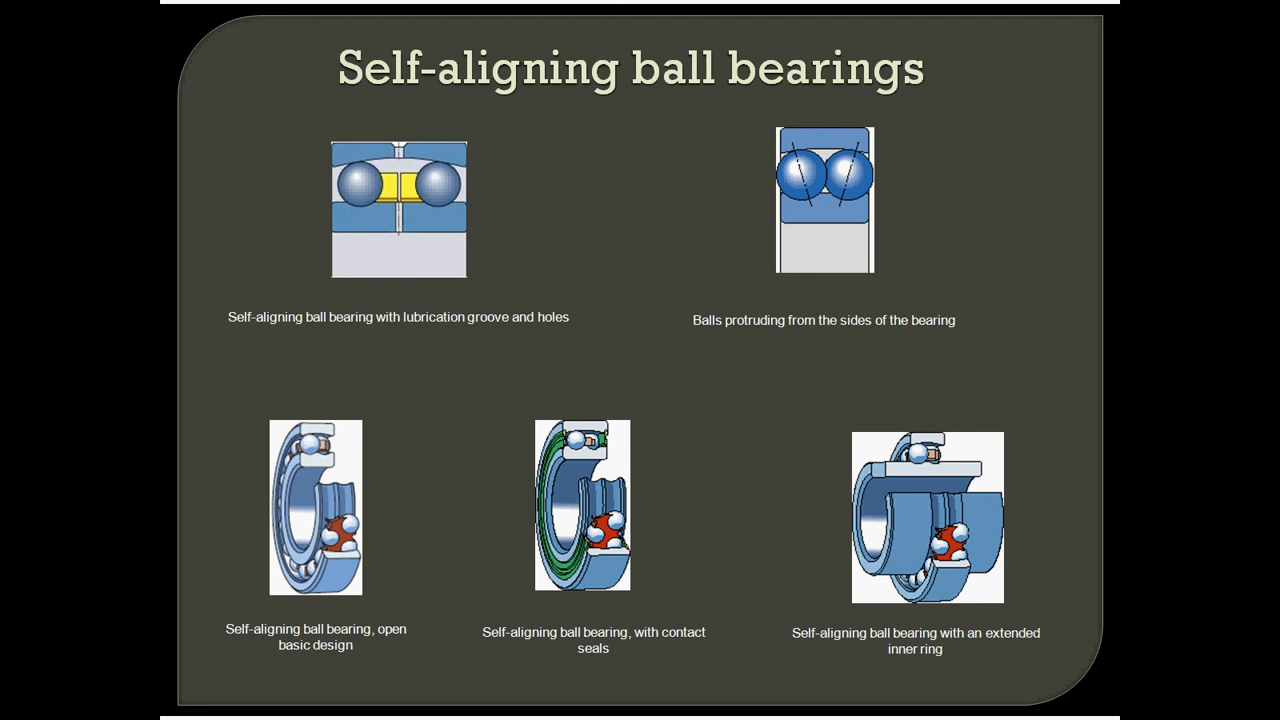 Self-aligning ball bearings
Self-aligning ball bearing with lubrication groove and holes
Balls protruding from the sides of the bearing
Self-aligning ball bearing, open
basic design
Self-aligning ball bearing, with contact
seals
Self-aligning ball bearing with an extended
inner ring